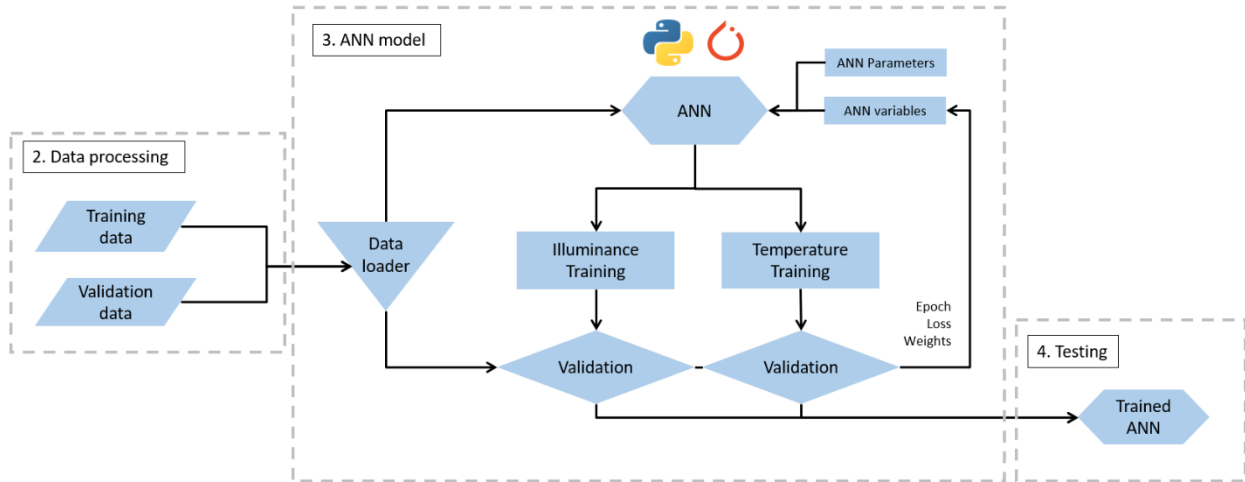 3. ANN model
ANN Parameters
ANN
ANN variables
2. Data processing
Training
data
Data
loader
Illuminance
Training
Temperature
Training
Validation
data
Epoch
Loss
Weights
Validation
Validation
4. Testing
Trained
ANN